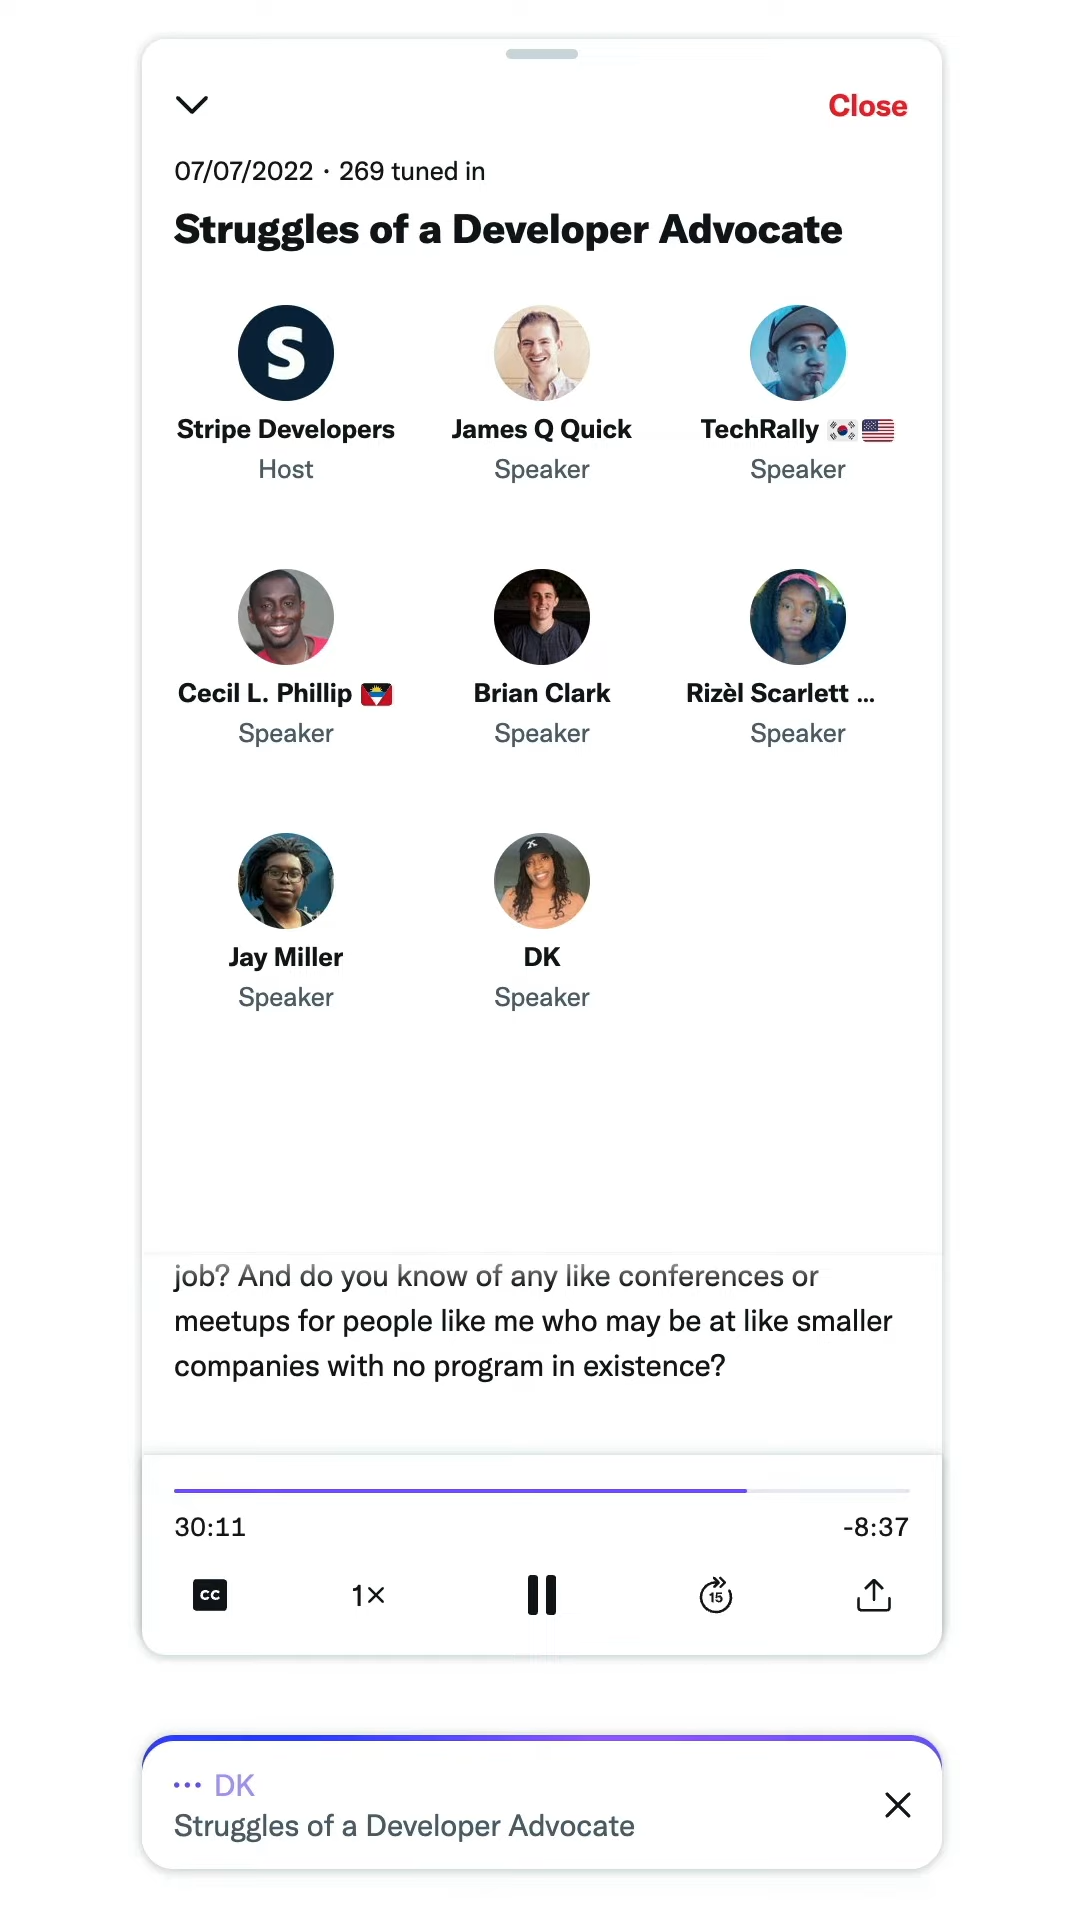 Close
07/07/2022 · 269 tuned in
Struggles of a Developer Advocate
S
Stripe Developers
Host
James Q Quick
Speaker
TechRally 🇰🇷🇺🇸
Speaker
Cecil L. Phillip 🇦🇬
Speaker
Brian Clark
Speaker
Rizèl Scarlett ...
Speaker
Jay Miller
Speaker
DK
Speaker
job? And do you know of any like conferences or
meetups for people like me who may be at like smaller
companies with no program in existence?
30:11
-8:37
CC
1×
15
... DK
Struggles of a Developer Advocate